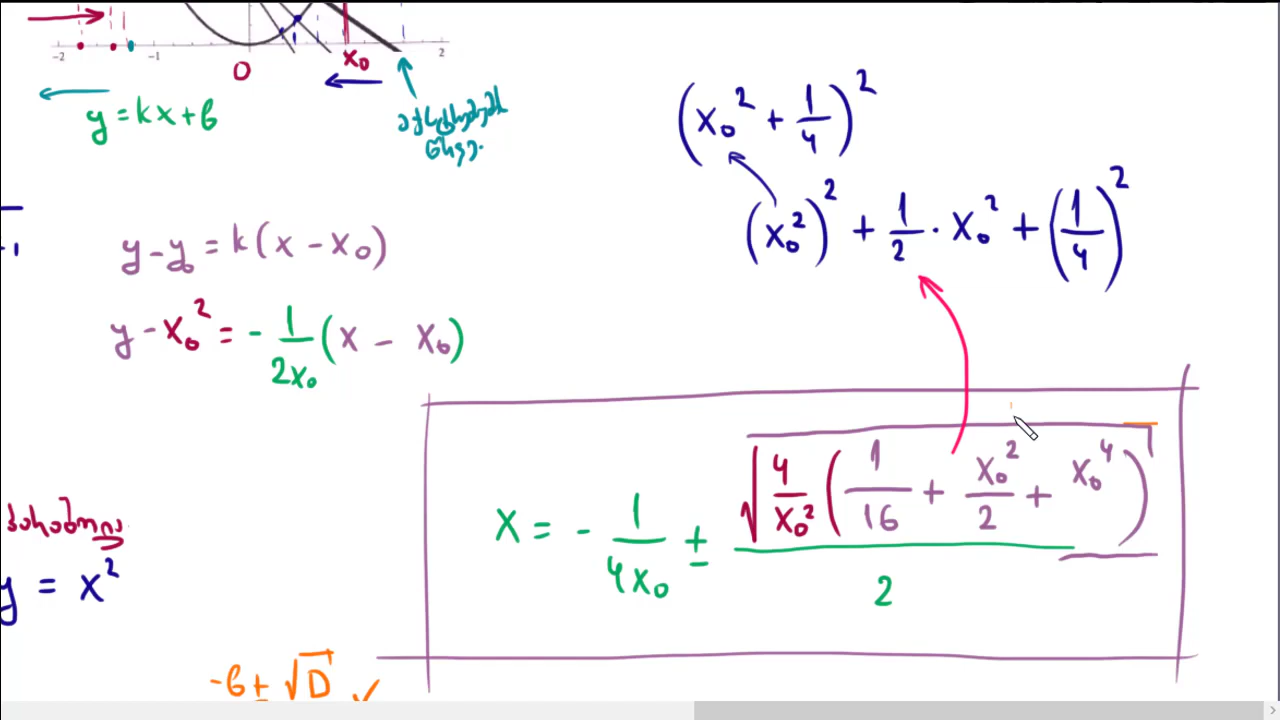 -2 -1 0 x₀ 2
y = kx + b
y - y₀ = k(x - x₀)
y - x₀² = - 1/2x₀ (x - x₀)
(x₀² + 1/4)²
(x₀²)² + 1/2 · x₀² + (1/4)²
x = - 1/4x₀ ± √(4/x₀² (1/16 + x₀²/2 + x₀⁴)) / 2
პარაბოლა
y = x²
-b ± √D ✓